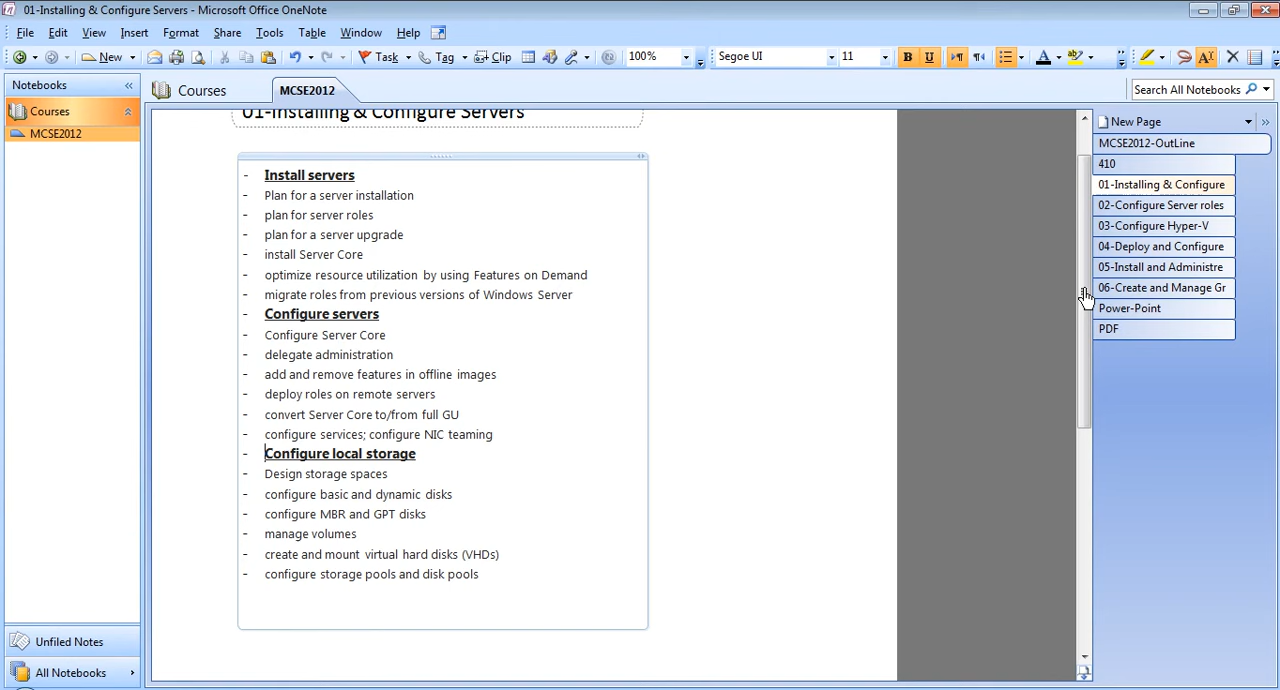 01-Installing & Configure Servers - Microsoft Office OneNote
File Edit View Insert Format Share Tools Table Window Help
New Task Tag Clip 100% Segoe UI 11 B U A ab A
Notebooks
Courses MCSE2012 Search All Notebooks
Courses
MCSE2012
01-Installing & Configure Servers
- Install servers
- Plan for a server installation
- plan for server roles
- plan for a server upgrade
- install Server Core
- optimize resource utilization by using Features on Demand
- migrate roles from previous versions of Windows Server
- Configure servers
- Configure Server Core
- delegate administration
- add and remove features in offline images
- deploy roles on remote servers
- convert Server Core to/from full GU
- configure services; configure NIC teaming
- Configure local storage
- Design storage spaces
- configure basic and dynamic disks
- configure MBR and GPT disks
- manage volumes
- create and mount virtual hard disks (VHDs)
- configure storage pools and disk pools
New Page
MCSE2012-OutLine
410
01-Installing & Configure
02-Configure Server roles
03-Configure Hyper-V
04-Deploy and Configure
05-Install and Administre
06-Create and Manage Gr
Power-Point
PDF
Unfiled Notes
All Notebooks